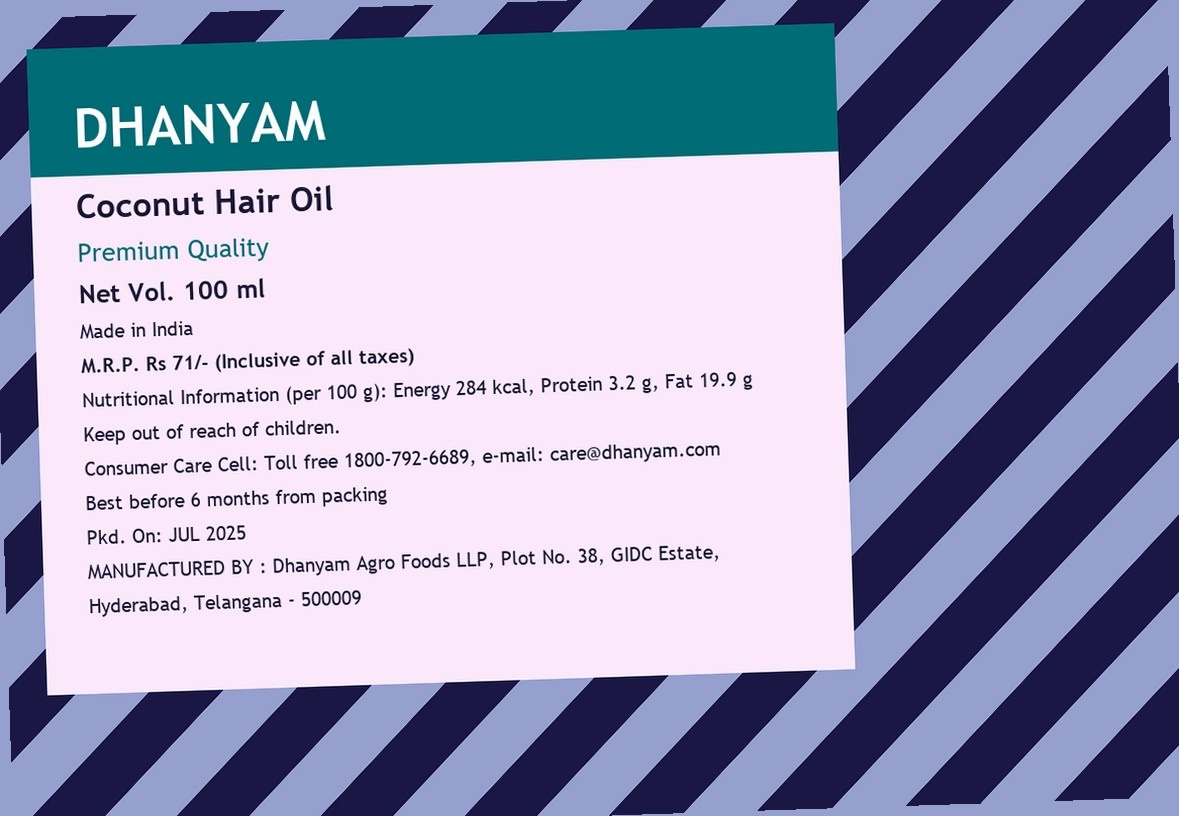 DHANYAM
Coconut Hair Oil
Premium Quality
Net Vol. 100 ml
Made in India
M.R.P. Rs 71/- (Inclusive of all taxes)
Nutritional Information (per 100 g): Energy 284 kcal, Protein 3.2 g, Fat 19.9 g
Keep out of reach of children.
Consumer Care Cell: Toll free 1800-792-6689, e-mail: care@dhanyam.com
Best before 6 months from packing
Pkd. On: JUL 2025
MANUFACTURED BY : Dhanyam Agro Foods LLP, Plot No. 38, GIDC Estate,
Hyderabad, Telangana - 500009